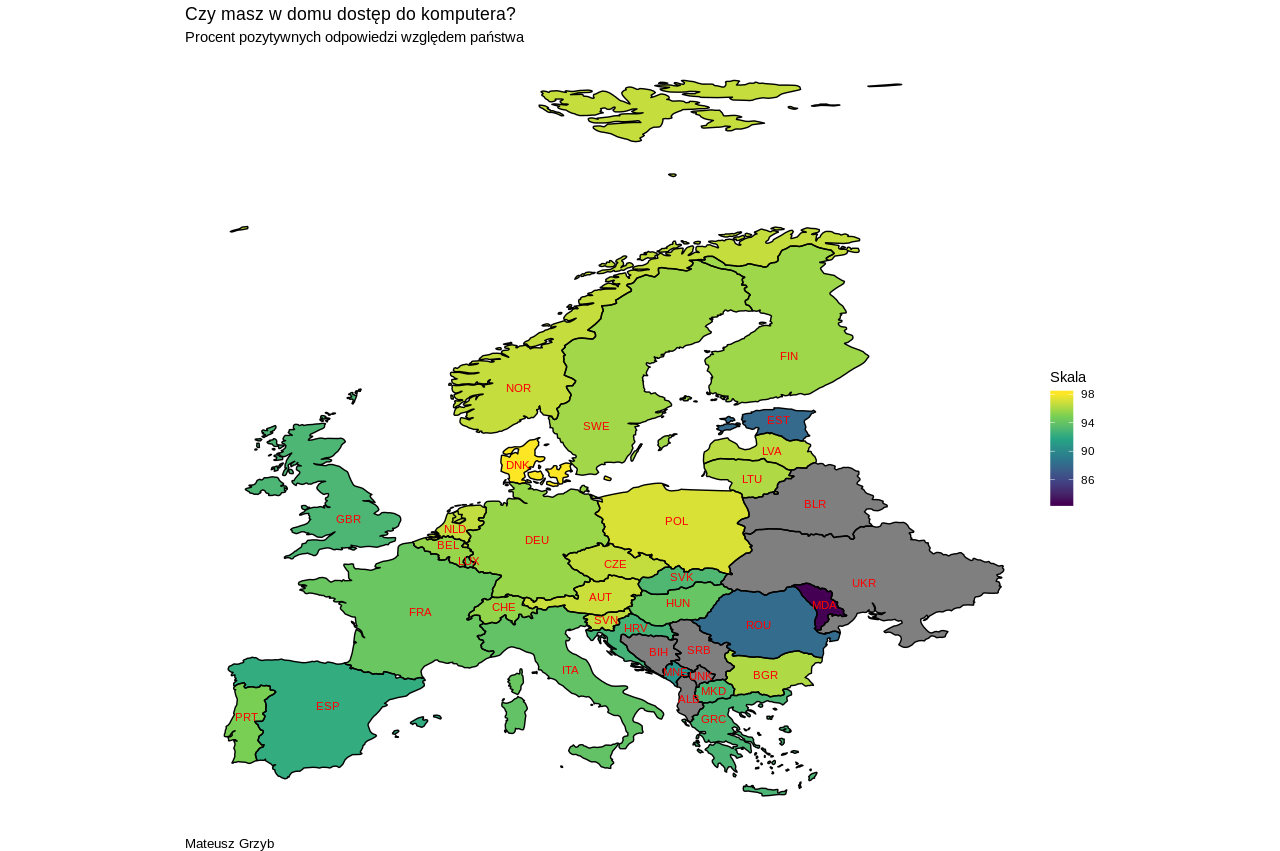 Czy masz w domu dostęp do komputera?
Procent pozytywnych odpowiedzi względem państwa
FIN
Skala
NOR
98
EST
94
SWE
LVA
90
DNK
LTU
86
BLR
GBR
POL
NLD
DEU
BEL
LUX
CZE
SVK
UKR
AUT
CHE
HUN
MDA
FRA
SVN
HRV
ROU
BIH
SRB
ITA
MNE
UNK
BGR
MKD
ALB
ESP
PRT
GRC
Mateusz Grzyb